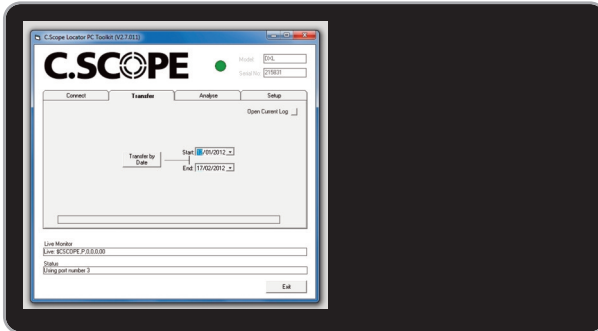 C.Scope Locator PC Toolkit (V2.7.011)
C.SCOPE
Model DXL
Serial No 215831
Connect Transfer Analyse Setup
Open Current Log
Transfer by
Date
Start: /01/2012
End: 17/02/2012
Live Monitor
Live: $CSCOPE,P,0,0,0,00
Status
Using port number 3
Exit